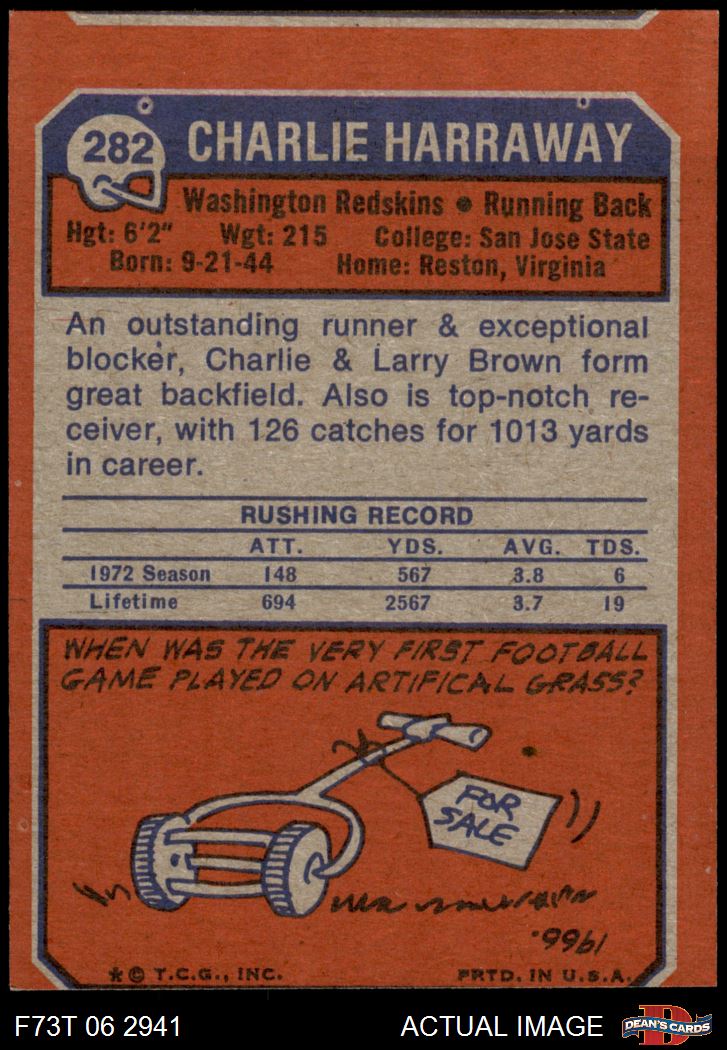 282
CHARLIE HARRAWAY
Washington Redskins • Running Back
Hgt: 6'2" Wgt: 215 College: San Jose State
Born: 9-21-44 Home: Reston, Virginia
An outstanding runner & exceptional
blocker, Charlie & Larry Brown form
great backfield. Also is top-notch re-
ceiver, with 126 catches for 1013 yards
in career.
RUSHING RECORD
ATT. YDS. AVG. TDS.
1972 Season 148 567 3.8 6
Lifetime 694 2567 3.7 19
WHEN WAS THE VERY FIRST FOOTBALL
GAME PLAYED ON ARTIFICAL GRASS?
FOR
SALE
1966.
* © T.C.G., INC. PRTD. IN U.S.A.
F73T 06 2941 ACTUAL IMAGE D DEAN'S CARDS